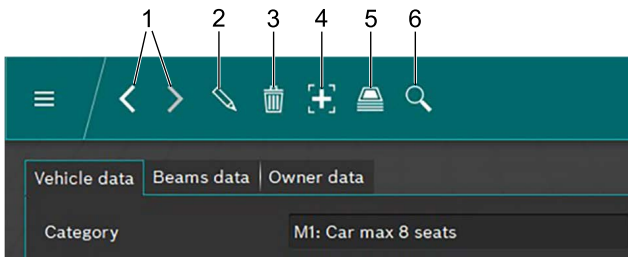 1 2 3 4 5 6
Vehicle data Beams data Owner data
Category M1: Car max 8 seats